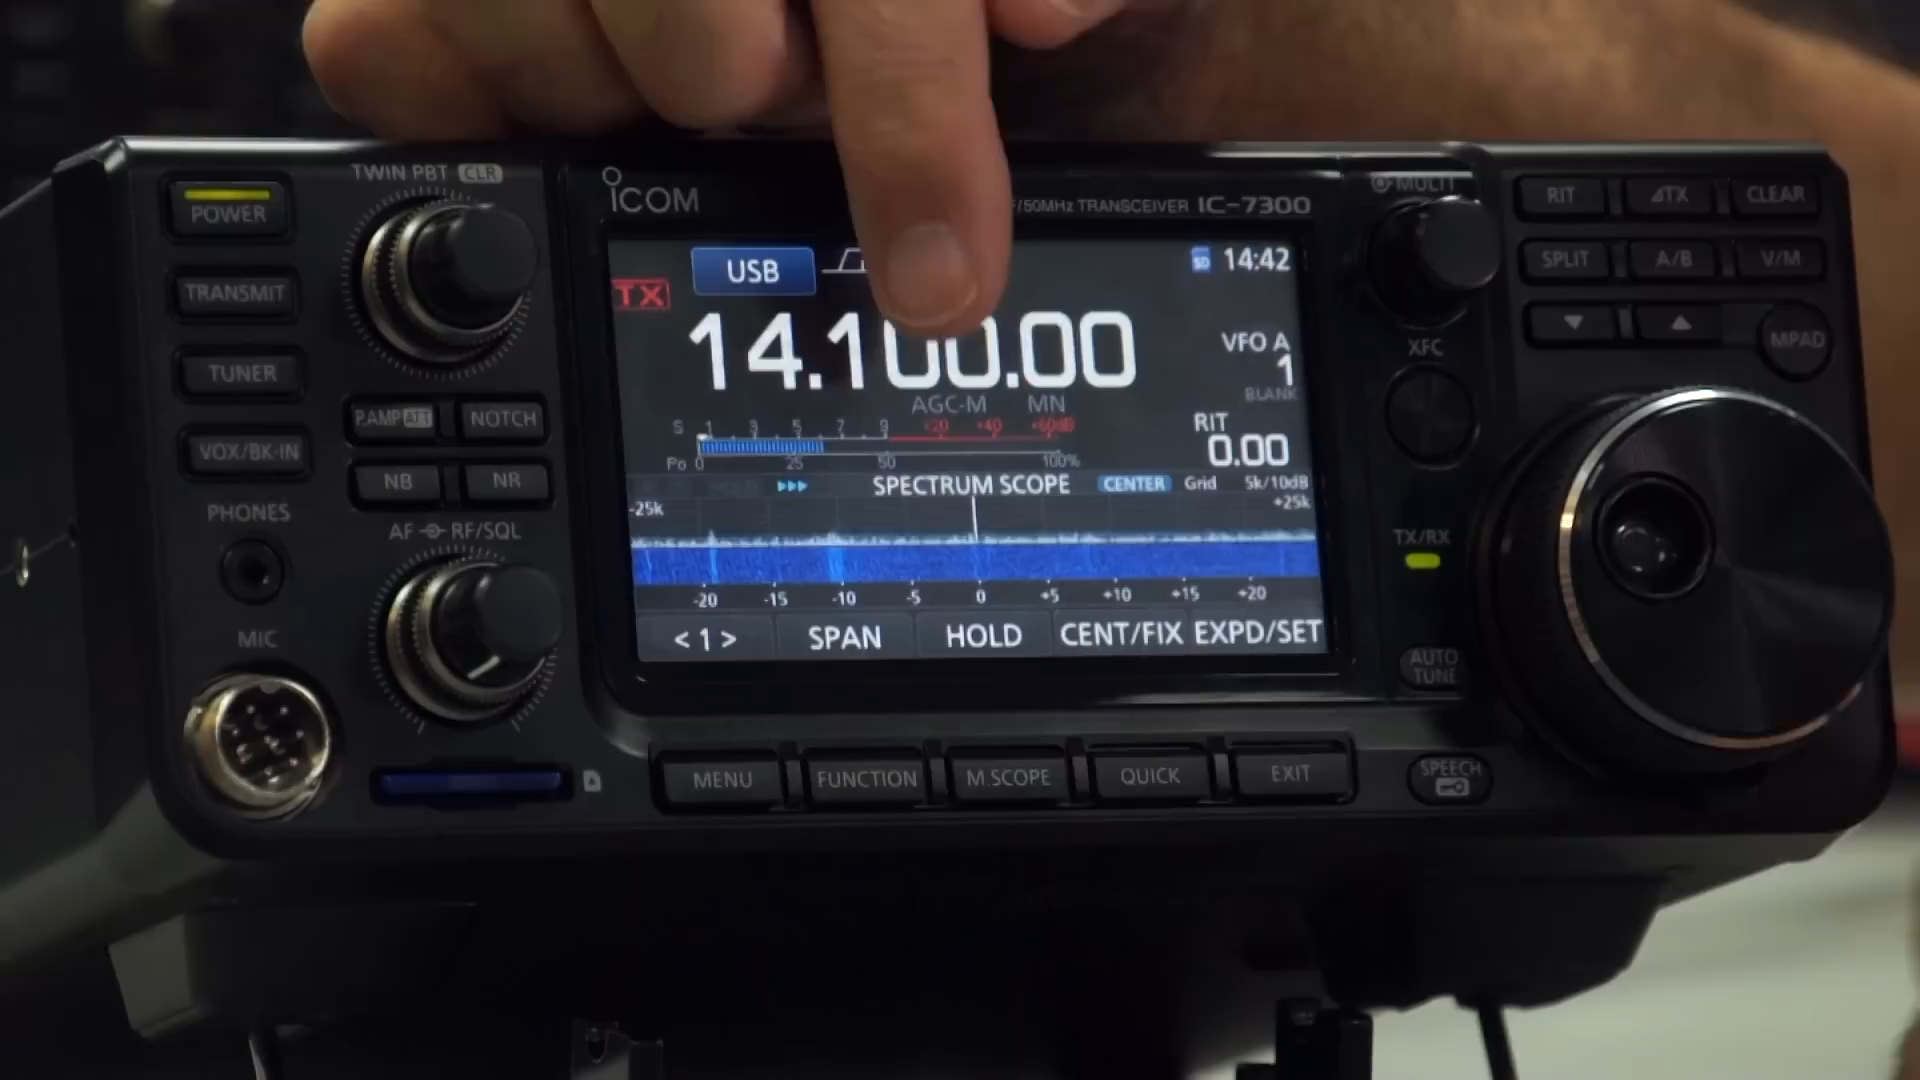 TWIN PBT CLR
POWER
TRANSMIT
TUNER
VOX/BK-IN
P.AMP ATT
NOTCH
NB
NR
PHONES
AF RF/SQL
MIC
ICOM
F/50MHz TRANSCEIVER IC-7300
USB
SD 14:42
TX
14.100.00
VFO A
1
BLANK
AGC-M MN
RIT
0.00
S 1 3 5 7 9 +20 +40 +60dB
Po 0 25 50 100%
SPECTRUM SCOPE CENTER Grid 5k/10dB
-25k
+25k
-20 -15 -10 -5 0 +5 +10 +15 +20
< 1 > SPAN HOLD CENT/FIX EXPD/SET
MENU
FUNCTION
M.SCOPE
QUICK
EXIT
MULTI
XFC
TX/RX
AUTO
TUNE
SPEECH
RIT
⊿TX
CLEAR
SPLIT
A/B
V/M
MPAD